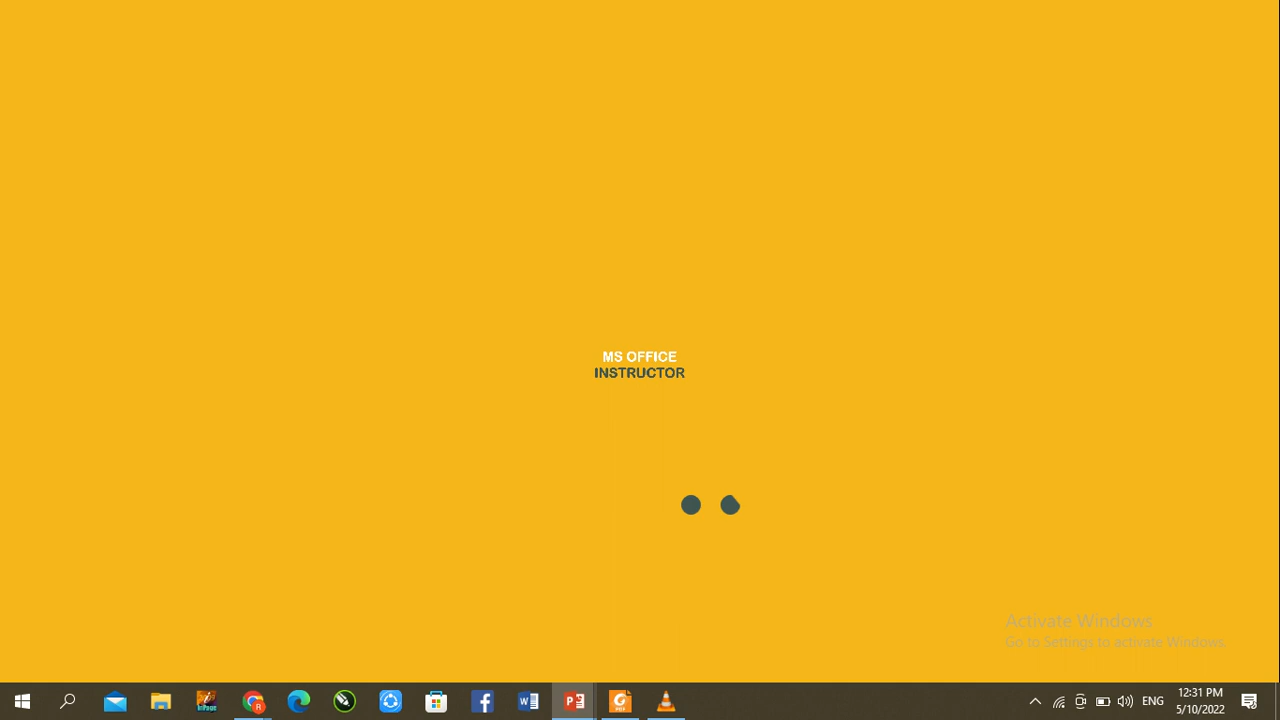 MS OFFICE
INSTRUCTOR
Activate Windows
Go to Settings to activate Windows.
ENG
12:31 PM
5/10/2022